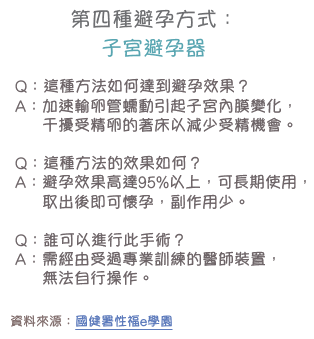 第四種避孕方式：
子宮避孕器
Q：這種方法如何達到避孕效果？
A：加速輸卵管蠕動引起子宮內膜變化，
干擾受精卵的著床以減少受精機會。
Q：這種方法的效果如何？
A：避孕效果高達95%以上，可長期使用，
取出後即可懷孕，副作用少。
Q：誰可以進行此手術？
A：需經由受過專業訓練的醫師裝置，
無法自行操作。
資料來源：國健署性福e學園